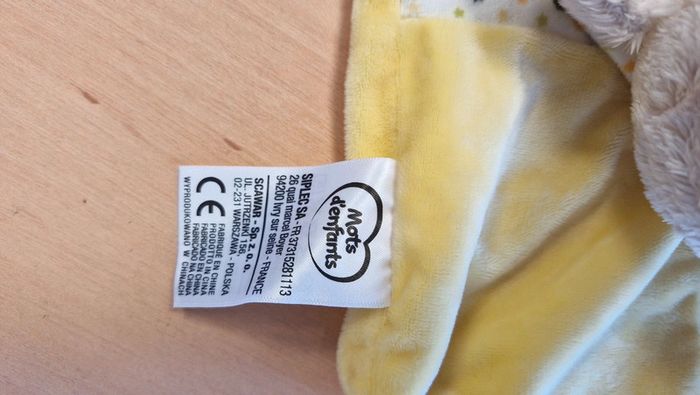 Mots
d'enfants
SIPLEC SA - FR 37315281113
26 quai marcel Boyer
94200 Ivry sur seine - FRANCE
SCAWAR - Sp. z. o. o.
UL. JUTRZENKI 158.
02-231 WARSZAWA - POLSKA
CE
FABRIQUÉ EN CHINE
PRODOTTO IN CINA
FABRICADO EN CHINA
FABRICADO NA CHINA
WYPRODUKOWANO W CHINACH